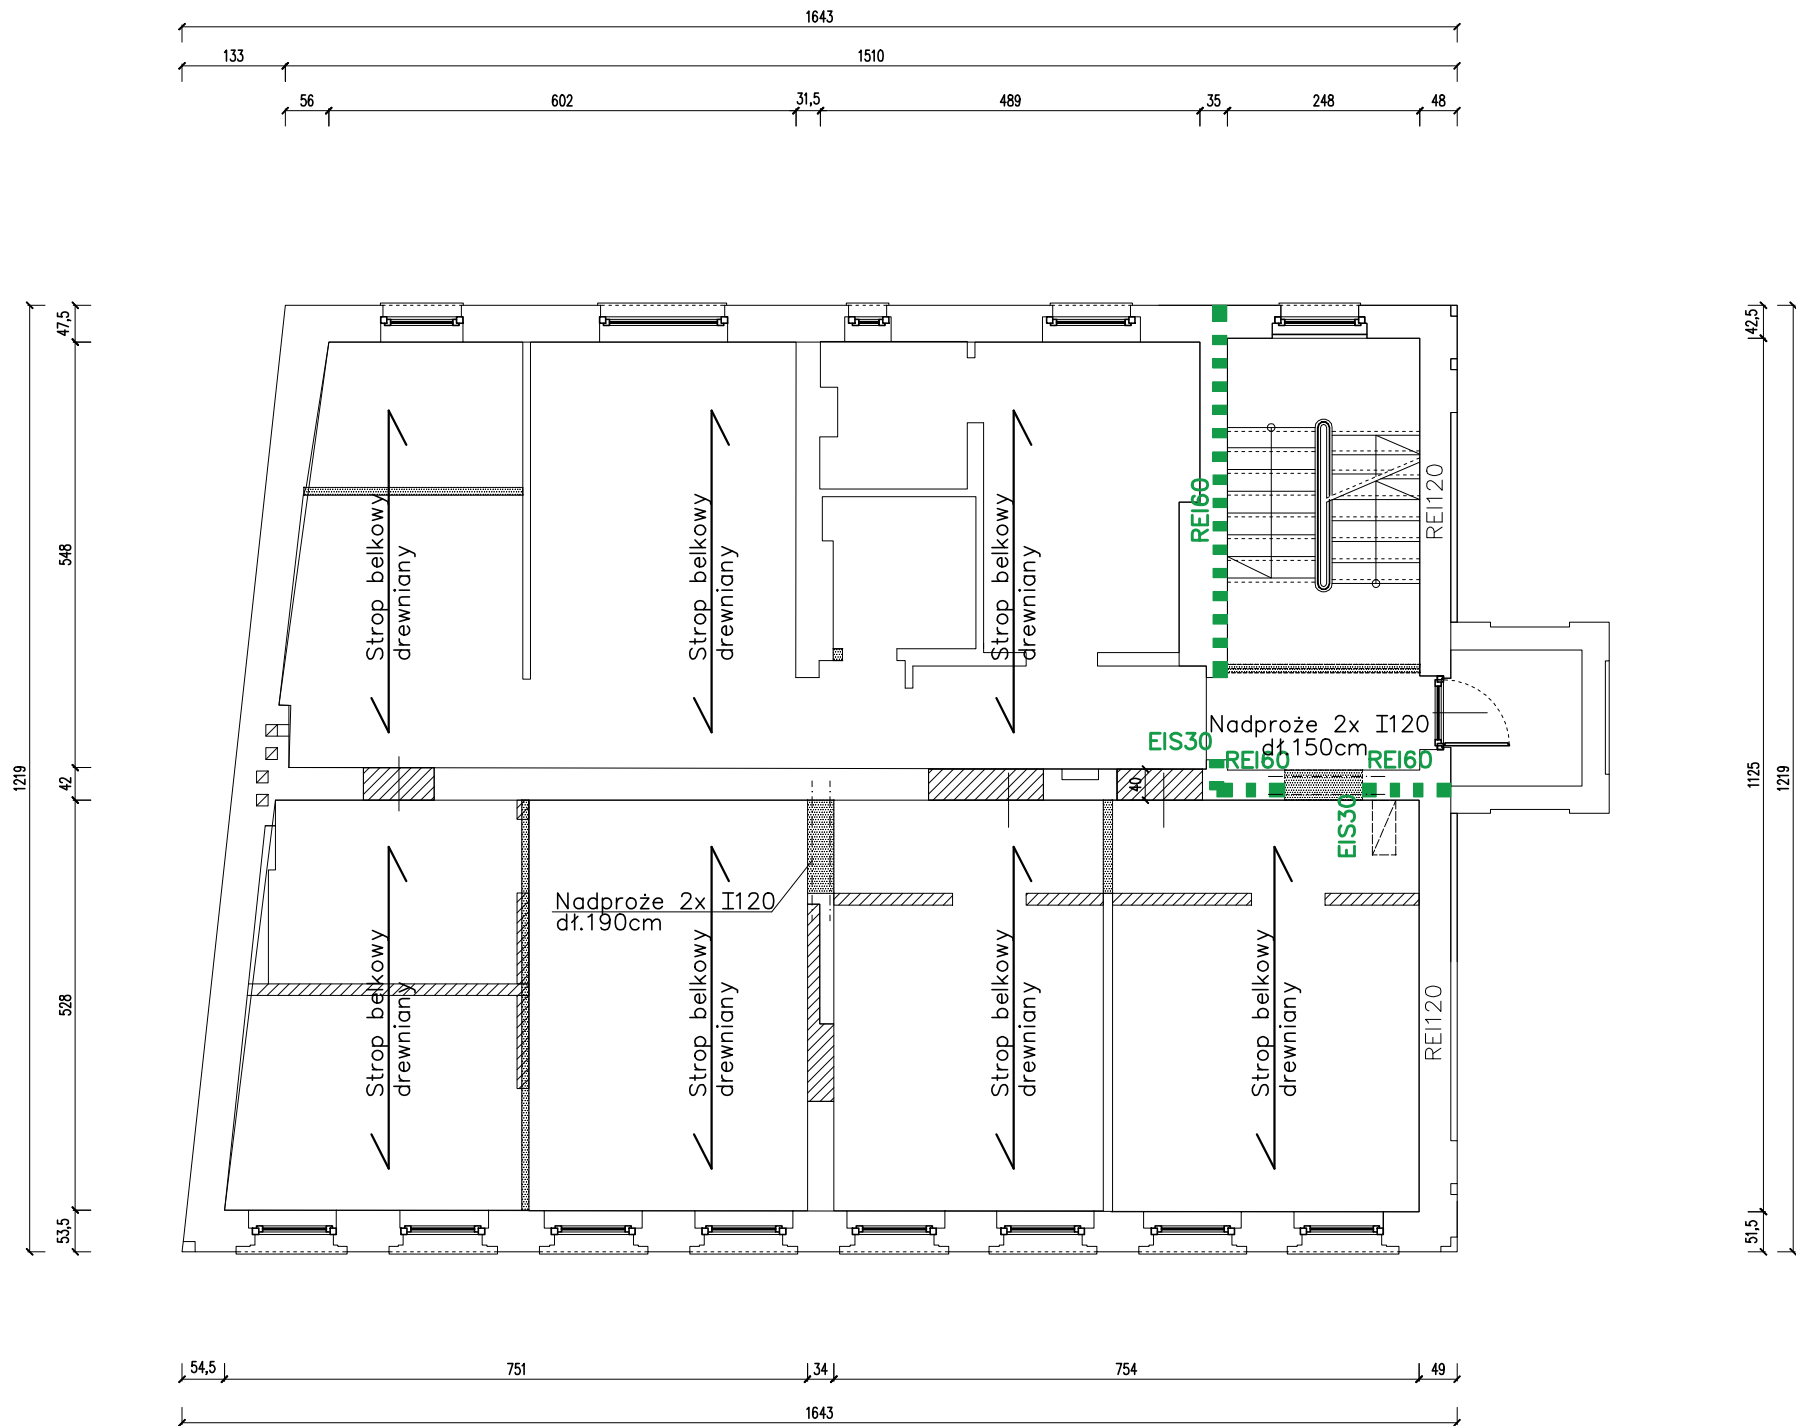 1643
133
1510
56
602
31,5
489
35
248
48
47,5
548
1219
42
528
53,5
42,5
1125
1219
51,5
Strop belkowy
drewniany
Strop belkowy
drewniany
Strop belkowy
drewniany
REI60
REI120
EIS30
Nadproże 2x I120
dł.150cm
REI60
REI60
40
EIS30
Nadproże 2x I120
dł.190cm
Strop belkowy
drewniany
Strop belkowy
drewniany
Strop belkowy
drewniany
Strop belkowy
drewniany
REI120
54,5
751
34
754
49
1643